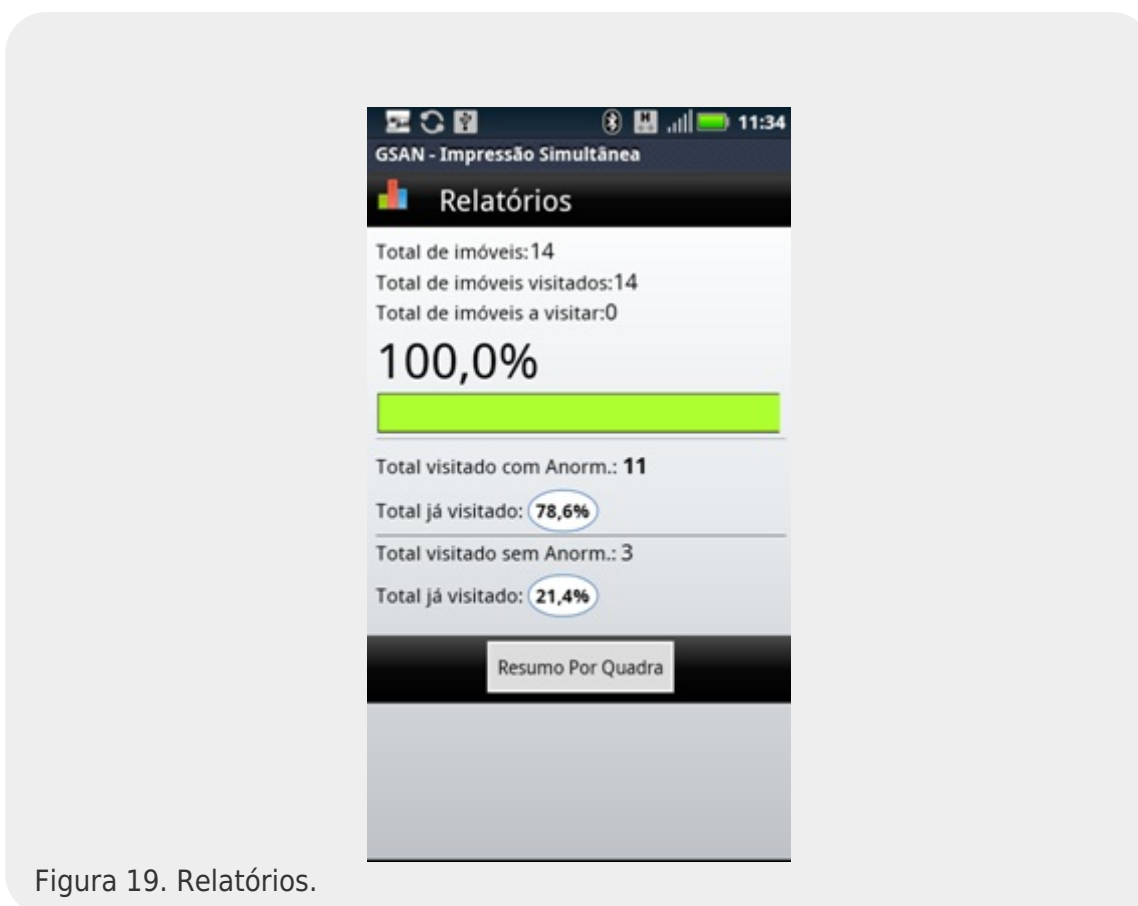 11:34
GSAN - Impressão Simultânea
Relatórios
Total de imóveis:14
Total de imóveis visitados:14
Total de imóveis a visitar:0
100,0%
Total visitado com Anorm.: 11
Total já visitado: 78,6%
Total visitado sem Anorm.: 3
Total já visitado: 21,4%
Resumo Por Quadra
Figura 19. Relatórios.